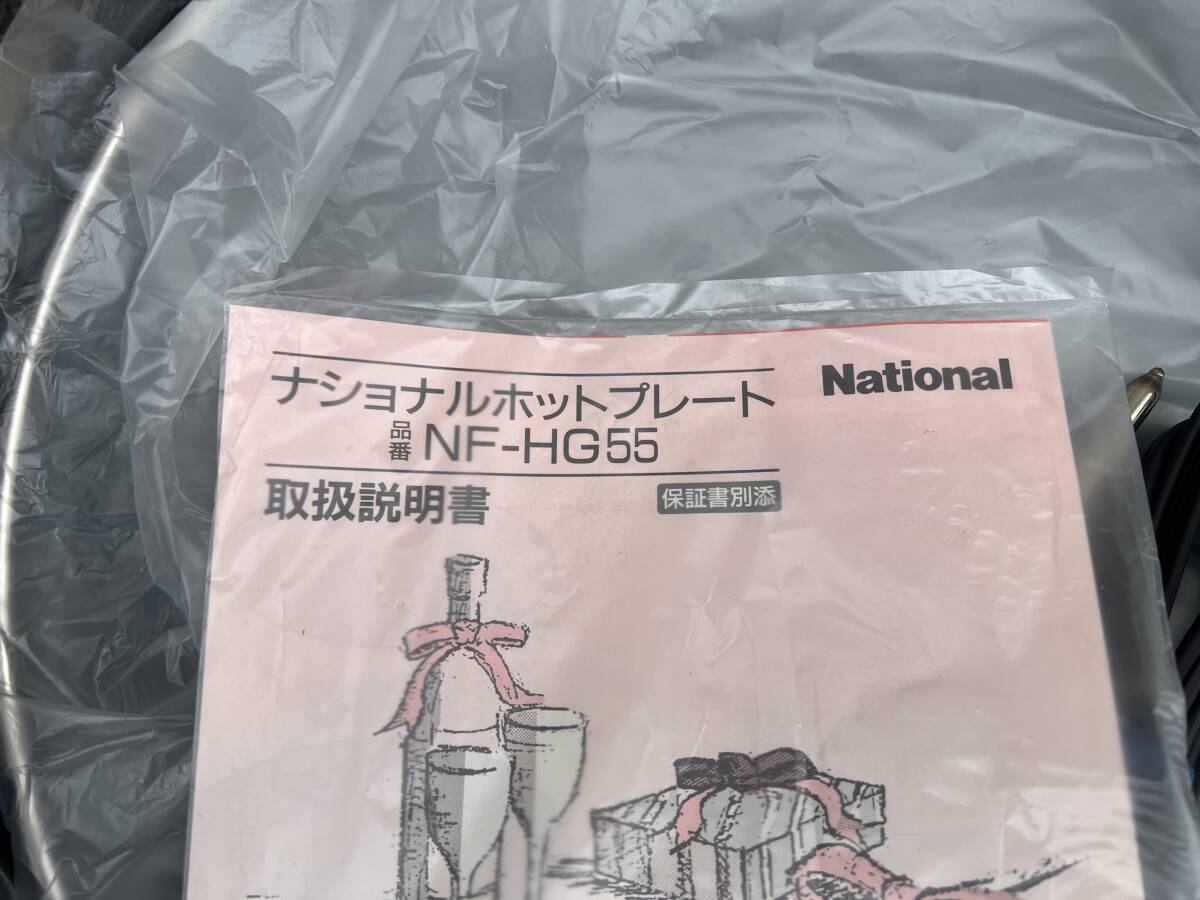 ナショナルホットプレート
National
品番 NF-HG55
取扱説明書
保証書別添